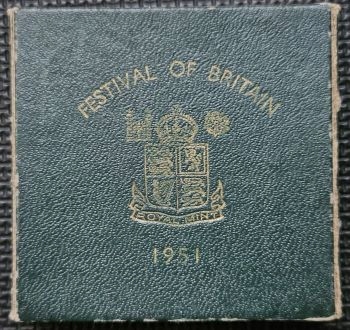 FESTIVAL OF BRITAIN
ROYAL MINT
1951